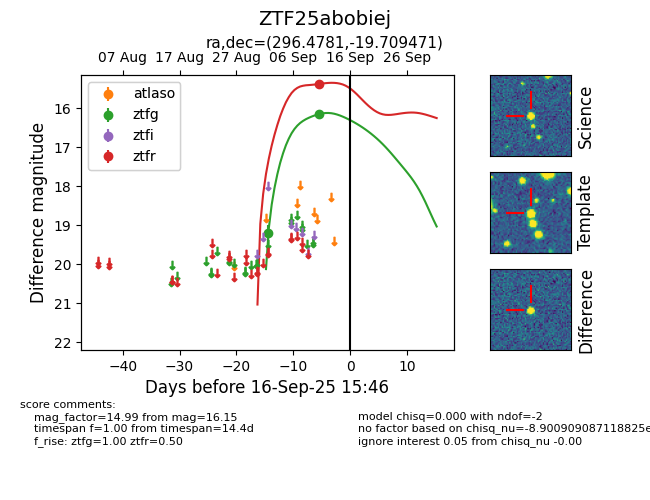 ZTF25abobiej
ra,dec=(296.4781,-19.709471)
07 Aug 17 Aug 27 Aug 06 Sep 16 Sep 26 Sep
atlaso
ztfg
ztfi
ztfr
16
17
18
19
20
21
22
Difference magnitude
−40 −30 −20 −10 0 10
Days before 16-Sep-25 15:46
Science
Template
Difference
score comments:
mag_factor=14.99 from mag=16.15
timespan f=1.00 from timespan=14.4d
f_rise: ztfg=1.00 ztfr=0.50
model chisq=0.000 with ndof=-2
no factor based on chisq_nu=-8.900909087118825e
ignore interest 0.05 from chisq_nu -0.00